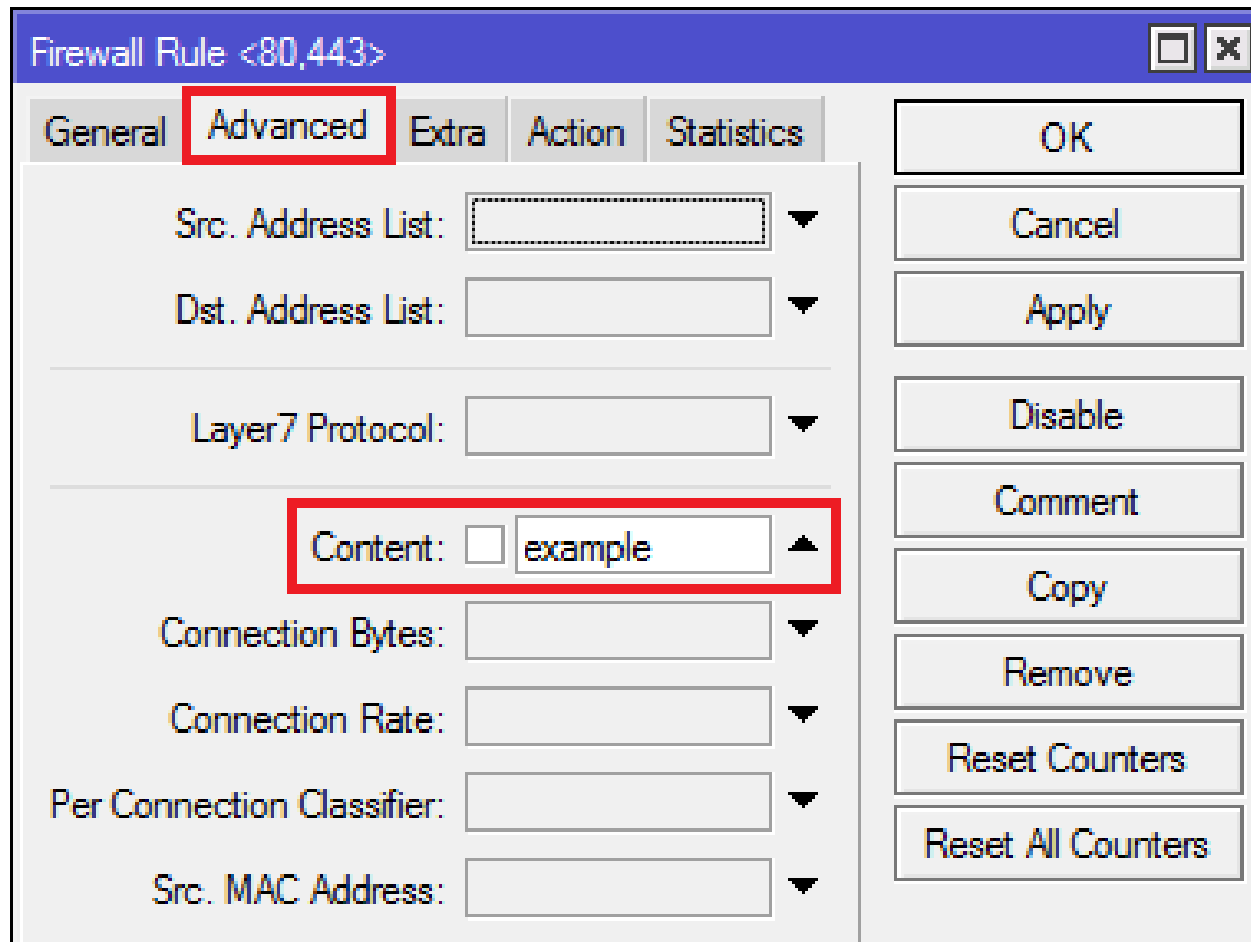 Firewall Rule <80,443>
General Advanced Extra Action Statistics
Src. Address List:
Dst. Address List:
Layer7 Protocol:
Content: example
Connection Bytes:
Connection Rate:
Per Connection Classifier:
Src. MAC Address:
OK
Cancel
Apply
Disable
Comment
Copy
Remove
Reset Counters
Reset All Counters